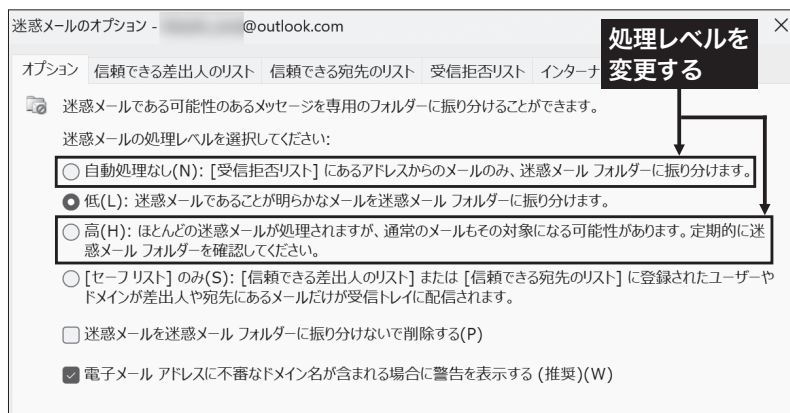 迷惑メールのオプション - @outlook.com
処理レベルを
変更する
オプション 信頼できる差出人のリスト 信頼できる宛先のリスト 受信拒否リスト インターナ
迷惑メールである可能性のあるメッセージを専用のフォルダーに振り分けることができます。
迷惑メールの処理レベルを選択してください:
自動処理なし(N): [受信拒否リスト] にあるアドレスからのメールのみ、迷惑メール フォルダーに振り分けます。
低(L): 迷惑メールであることが明らかなメールを迷惑メール フォルダーに振り分けます。
高(H): ほとんどの迷惑メールが処理されますが、通常のメールもその対象になる可能性があります。定期的に迷
惑メール フォルダーを確認してください。
[セーフ リスト] のみ(S): [信頼できる差出人のリスト] または [信頼できる宛先のリスト] に登録されたユーザーや
ドメインが差出人や宛先にあるメールだけが受信トレイに配信されます。
迷惑メールを迷惑メール フォルダーに振り分けないで削除する(P)
電子メール アドレスに不審なドメイン名が含まれる場合に警告を表示する (推奨)(W)